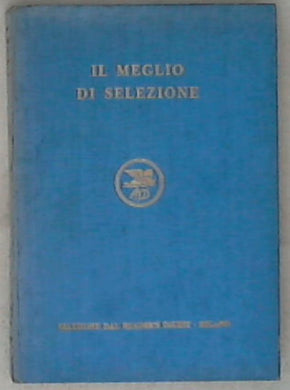 IL MEGLIO
DI SELEZIONE
SELEZIONE DAL READER'S DIGEST - MILANO